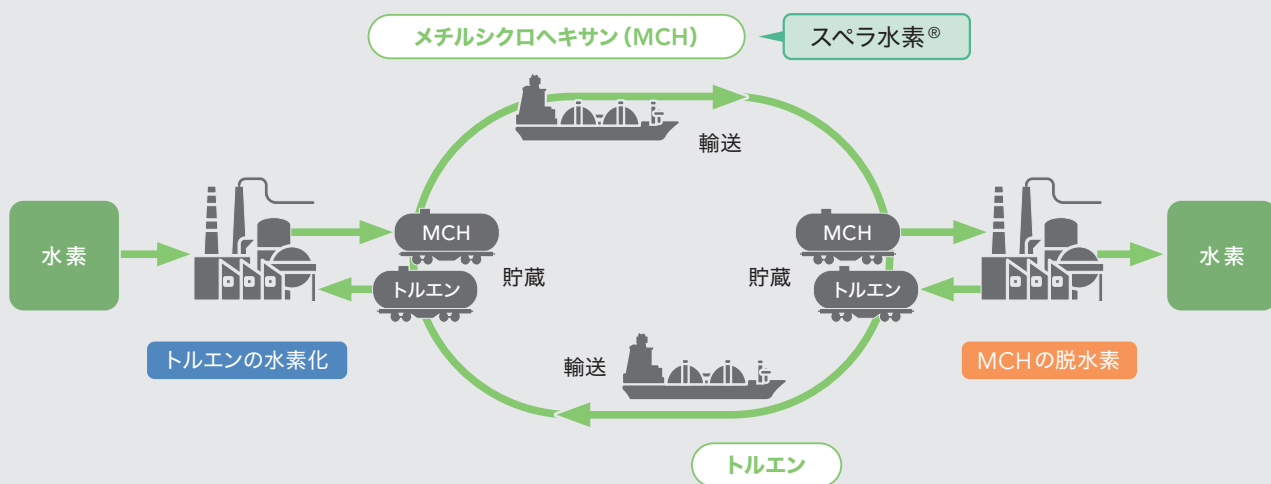 メチルシクロヘキサン(MCH)
スペラ水素®
輸送
水素
MCH
トルエン
貯蔵
貯蔵
MCH
トルエン
水素
トルエンの水素化
輸送
MCHの脱水素
トルエン